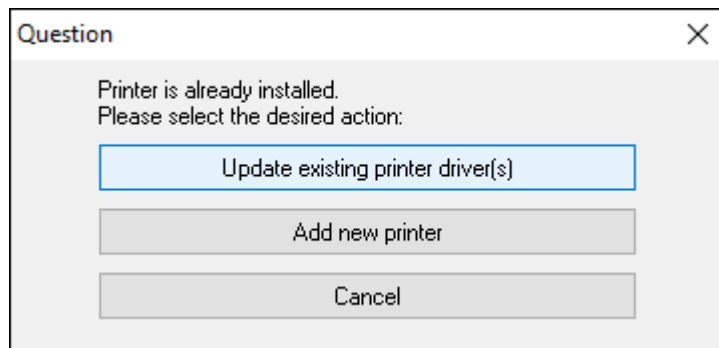 Question
Printer is already installed.
Please select the desired action:
Update existing printer driver(s)
Add new printer
Cancel